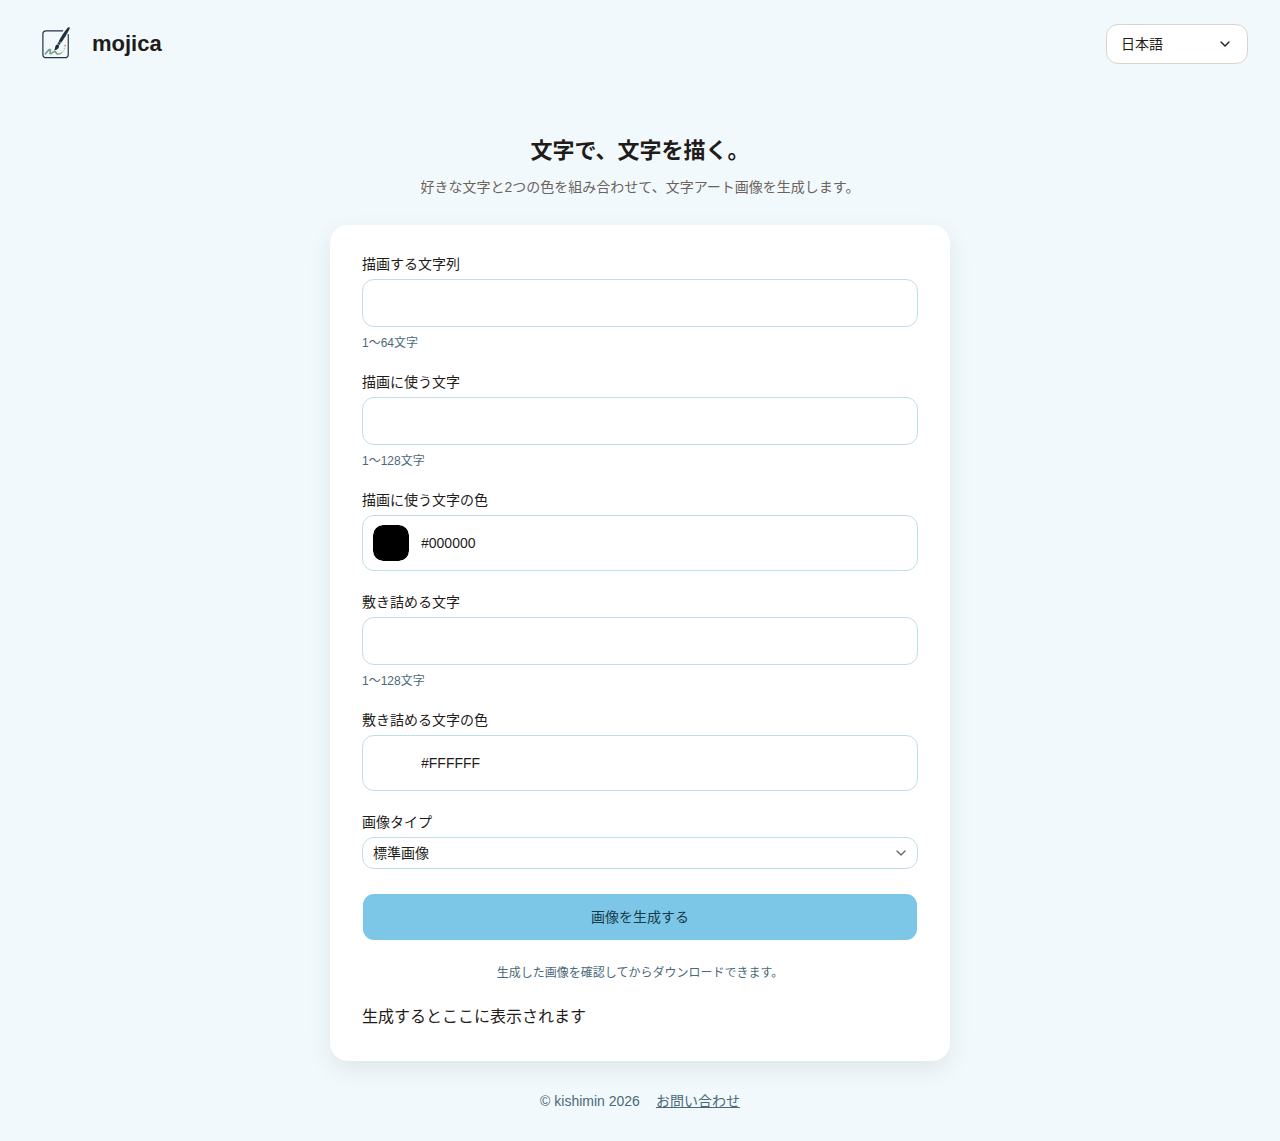 mojica
日本語
文字で、文字を描く。
好きな文字と2つの色を組み合わせて、文字アート画像を生成します。
描画する文字列
1〜64文字
描画に使う文字
1〜128文字
描画に使う文字の色
#000000
敷き詰める文字
1〜128文字
敷き詰める文字の色
#FFFFFF
画像タイプ
標準画像
画像を生成する
生成した画像を確認してからダウンロードできます。
生成するとここに表示されます
© kishimin 2026 お問い合わせ